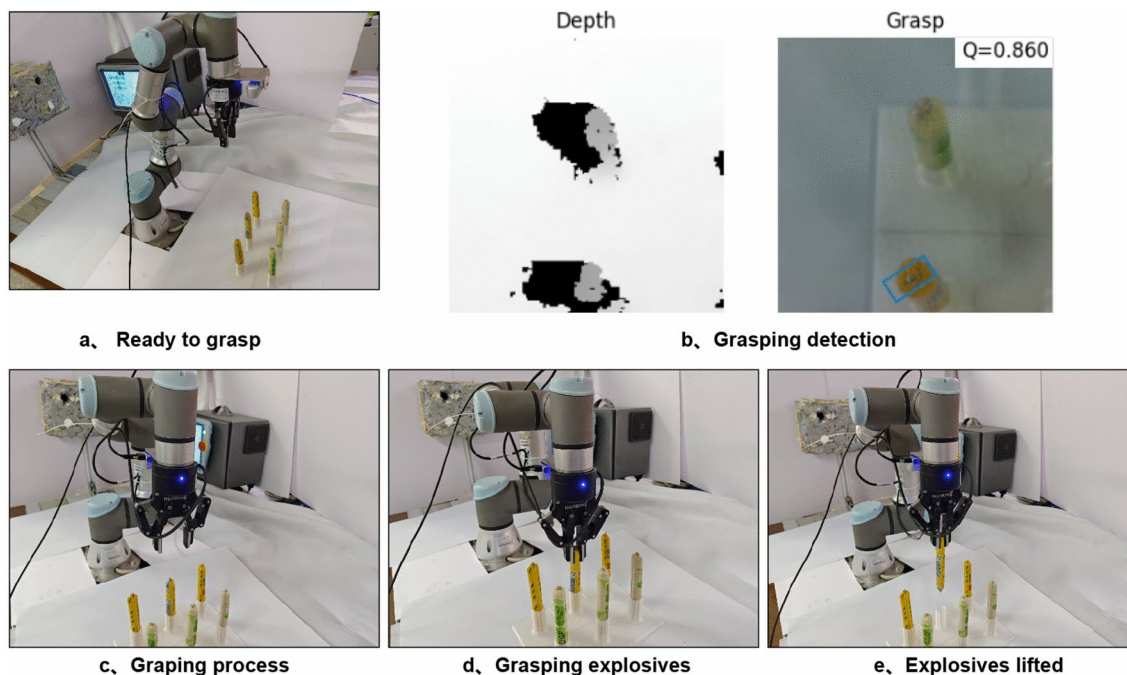 Depth
Grasp
Q=0.860
a、 Ready to grasp
b、Grasping detection
c、Graping process
d、Grasping explosives
e、Explosives lifted